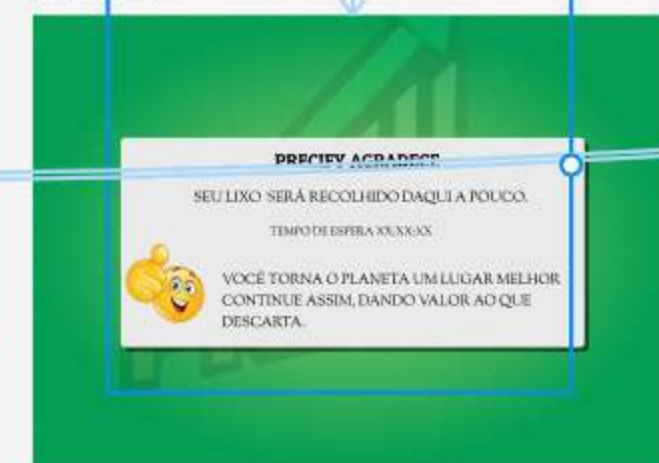 PRECIFY AGRADECE
SEU LIXO SERÁ RECOLHIDO DAQUI A POUCO.
TEMPO DE ESPERA XX:XX:XX
VOCÊ TORNA O PLANETA UM LUGAR MELHOR
CONTINUE ASSIM, DANDO VALOR AO QUE
DESCARTA.